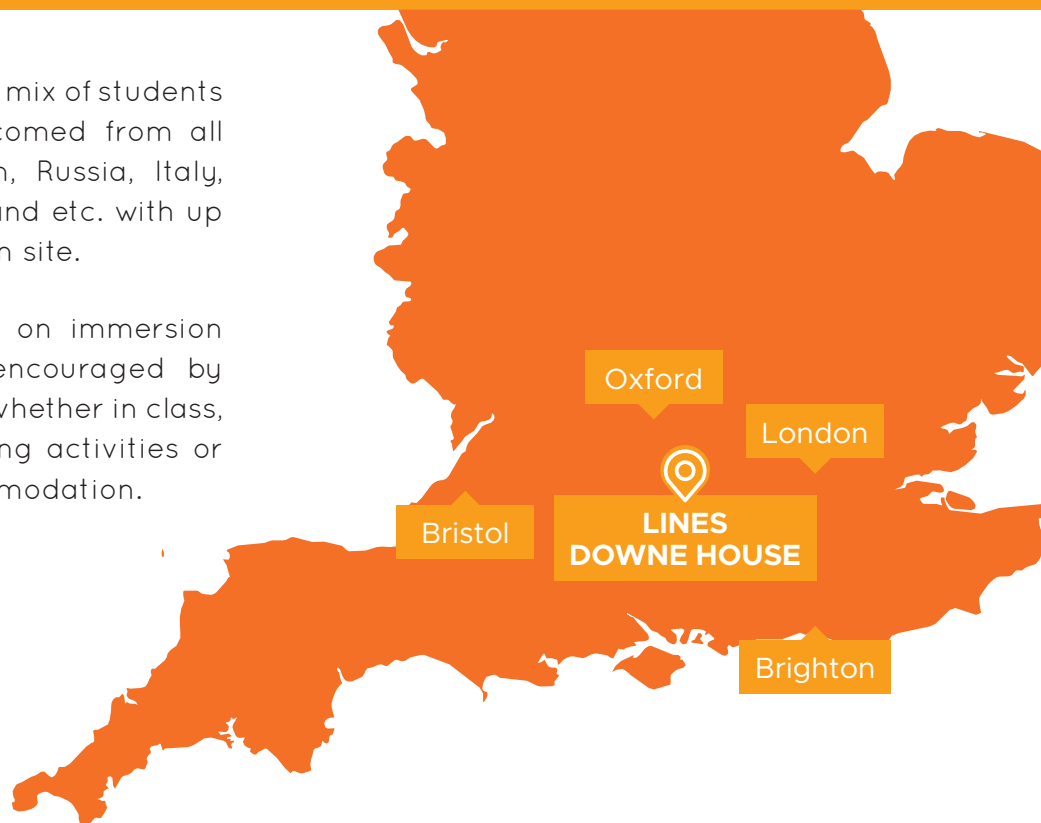 mix of students
comed from all
n, Russia, Italy,
and etc. with up
n site.
on immersion
encouraged by
whether in class,
ng activities or
modation.
Oxford
London
Bristol
LINES
DOWNE HOUSE
Brighton